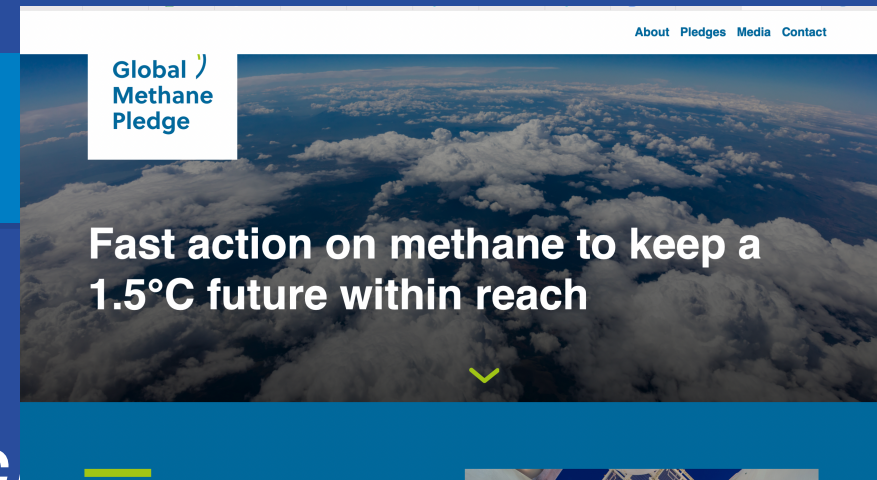 About Pledges Media Contact
Global
Methane
Pledge
Fast action on methane to keep a
1.5°C future within reach